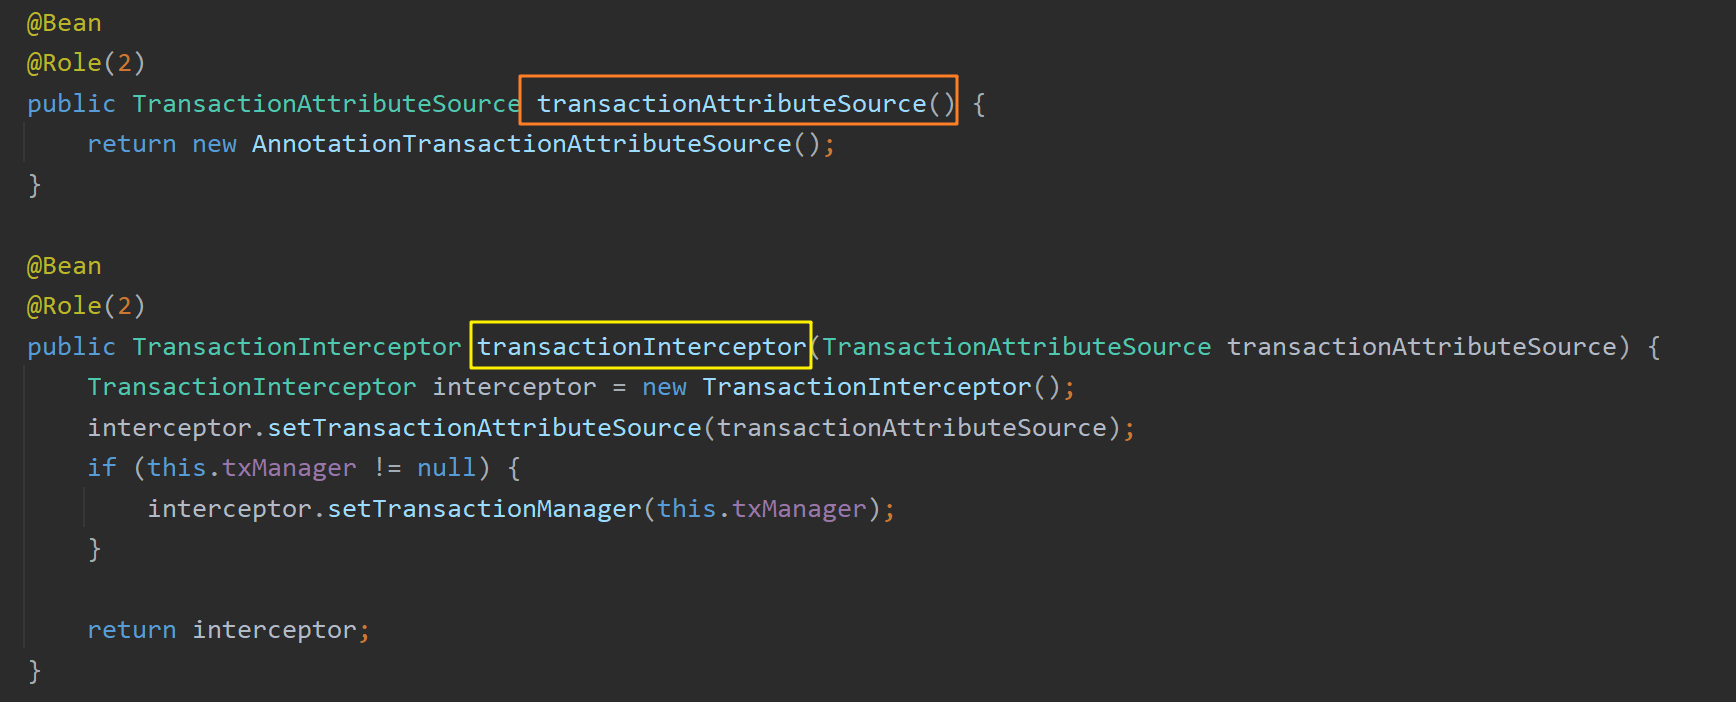 @Bean
@Role(2)
public TransactionAttributeSource transactionAttributeSource() {
    return new AnnotationTransactionAttributeSource();
}

@Bean
@Role(2)
public TransactionInterceptor transactionInterceptor(TransactionAttributeSource transactionAttributeSource) {
    TransactionInterceptor interceptor = new TransactionInterceptor();
    interceptor.setTransactionAttributeSource(transactionAttributeSource);
    if (this.txManager != null) {
        interceptor.setTransactionManager(this.txManager);
    }

    return interceptor;
}